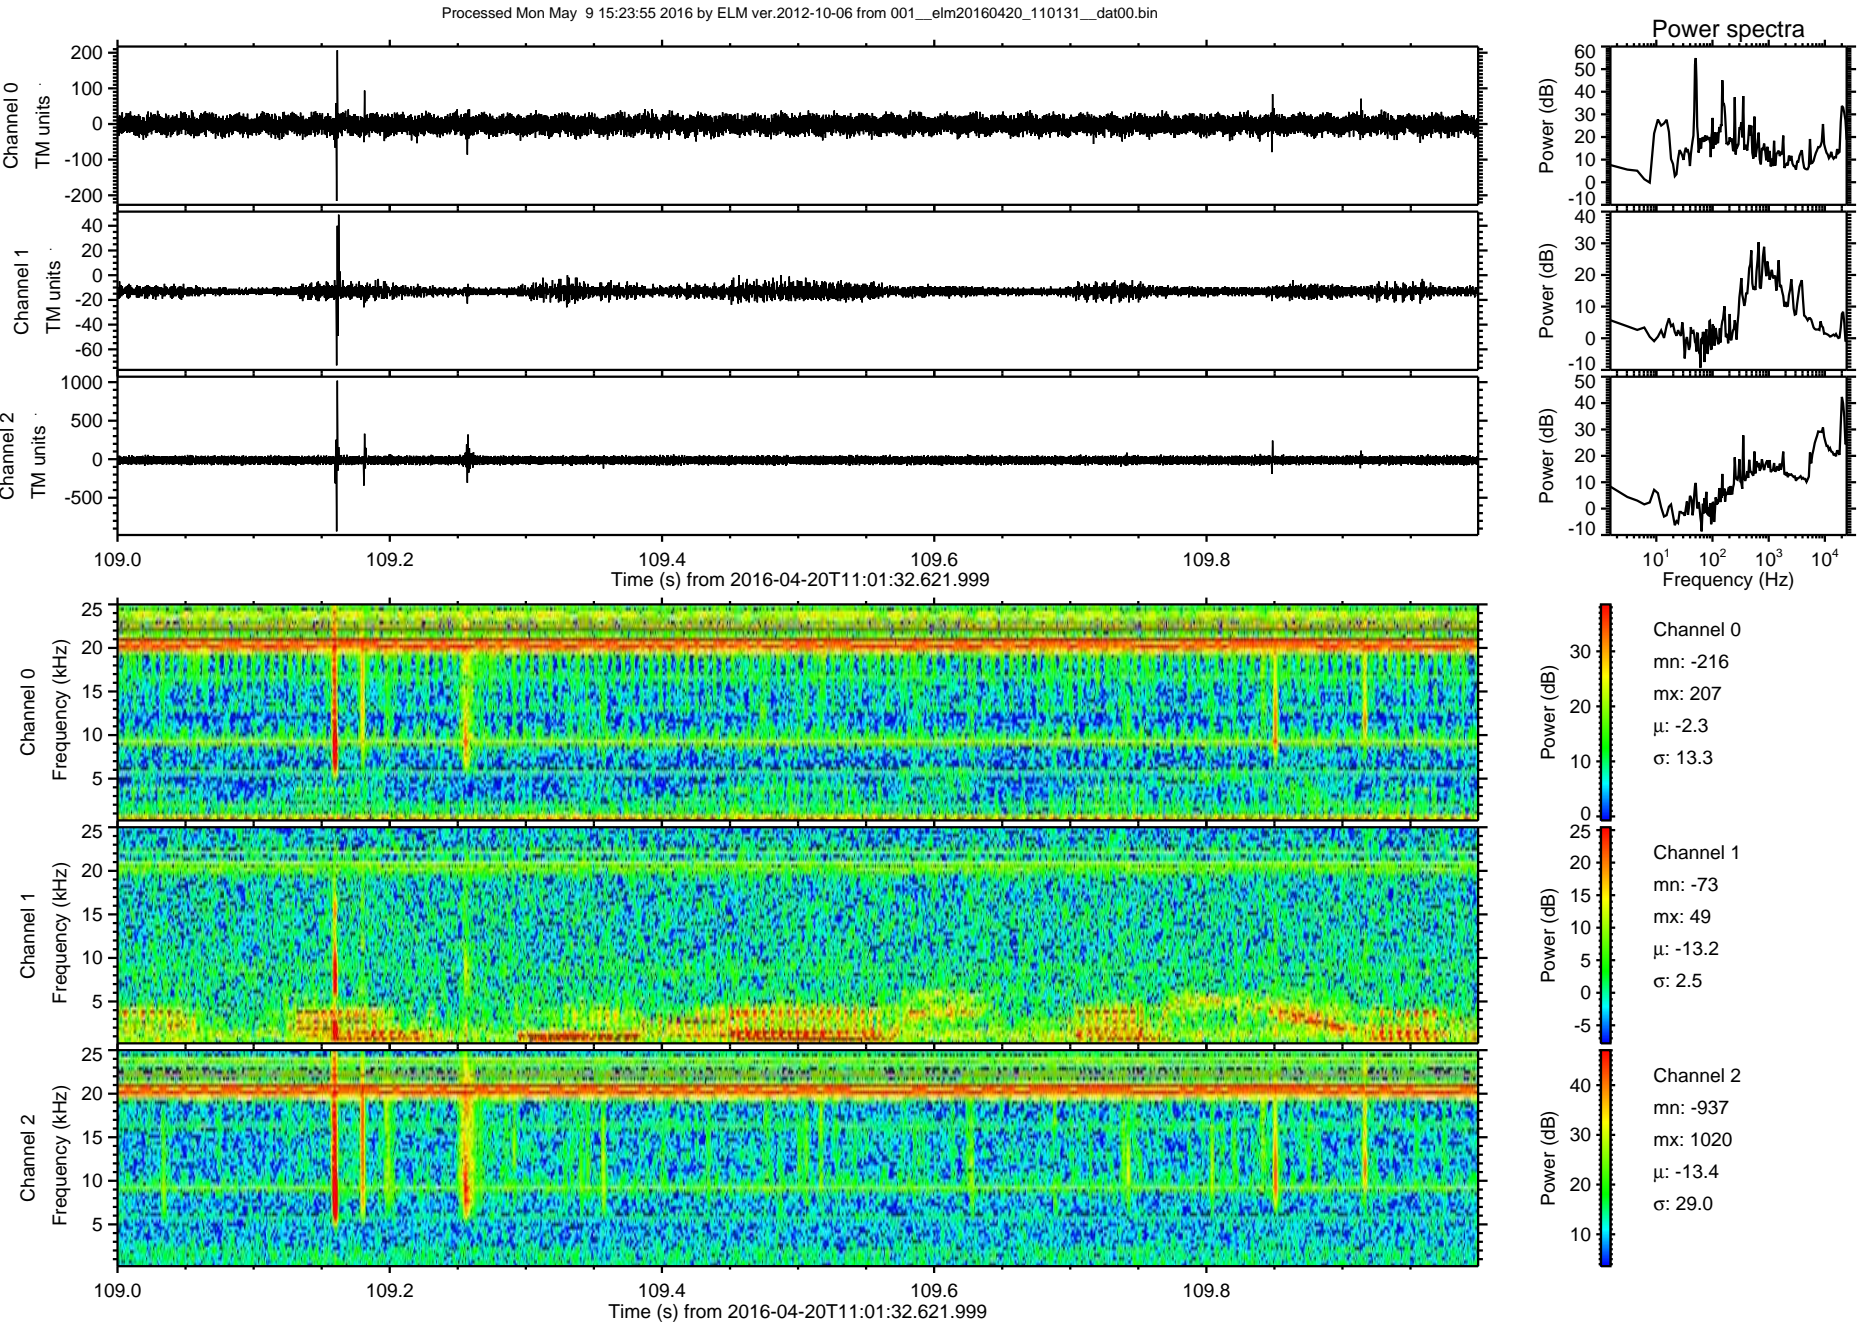 Processed Mon May  9 15:23:55 2016 by ELM ver.2012-10-06 from 001__elm20160420_110131__dat00.bin
Power spectra
Channel 0
TM units
200
100
0
-100
-200
Power (dB)
60
50
40
30
20
10
0
-10
Channel 1
TM units
40
20
0
-20
-40
-60
Power (dB)
40
30
20
10
0
-10
Channel 2
TM units
1000
500
0
-500
Power (dB)
50
40
30
20
10
0
-10
109.0 109.2 109.4 109.6 109.8
Time (s) from 2016-04-20T11:01:32.621.999
10¹ 10² 10³ 10⁴
Frequency (Hz)
Channel 0
Frequency (kHz)
25
20
15
10
5
Power (dB)
30
20
10
0
Channel 0
mn: -216
mx: 207
µ: -2.3
σ: 13.3
Channel 1
Frequency (kHz)
25
20
15
10
5
Power (dB)
25
20
15
10
5
0
-5
Channel 1
mn: -73
mx: 49
µ: -13.2
σ: 2.5
Channel 2
Frequency (kHz)
25
20
15
10
5
Power (dB)
40
30
20
10
Channel 2
mn: -937
mx: 1020
µ: -13.4
σ: 29.0
109.0 109.2 109.4 109.6 109.8
Time (s) from 2016-04-20T11:01:32.621.999